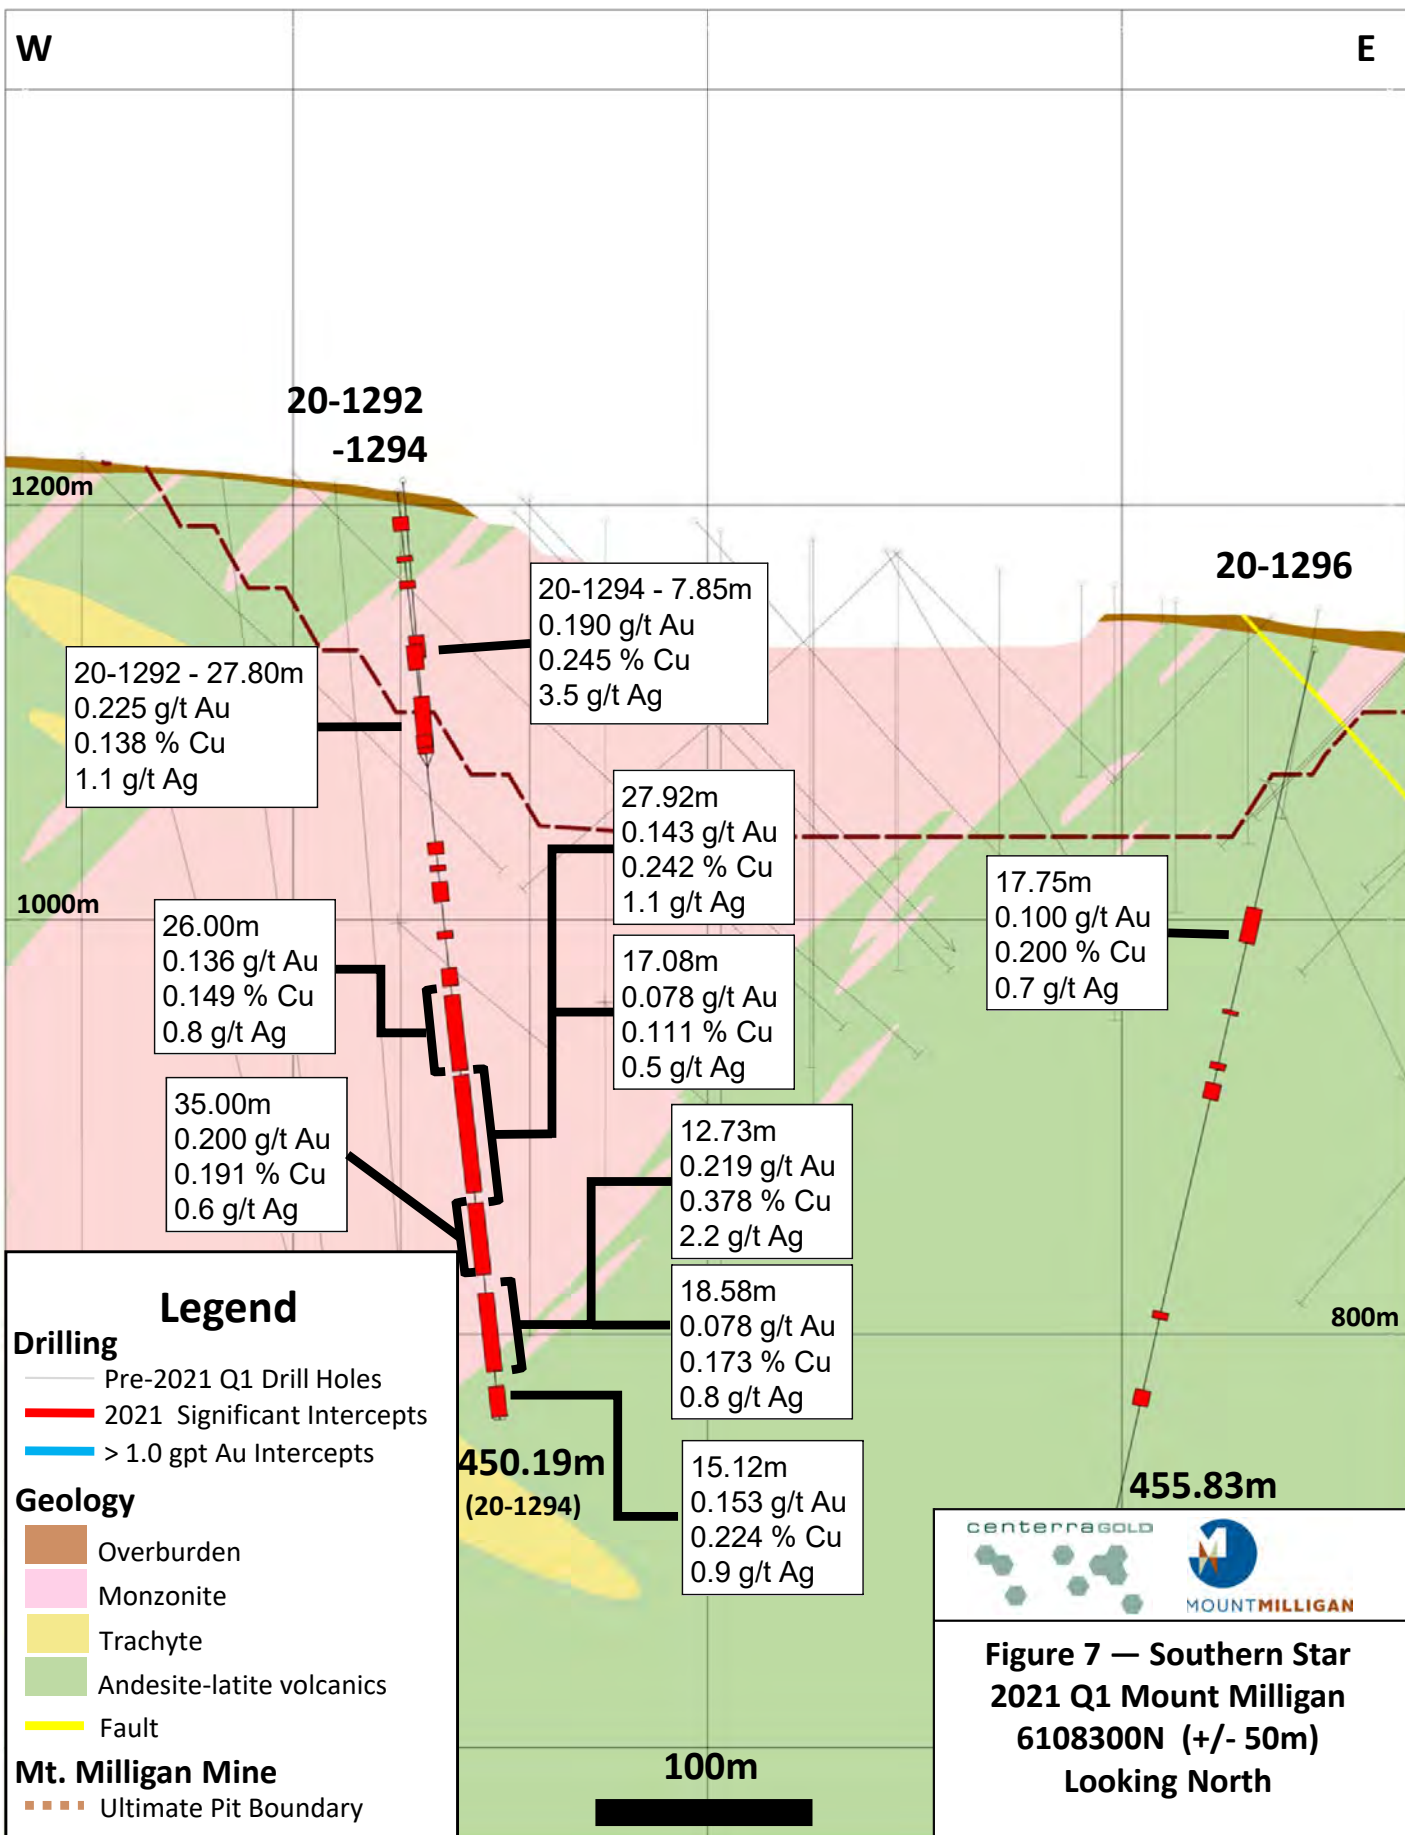 W
E
20-1292
-1294
1200m
20-1296
20-1294 - 7.85m
0.190 g/t Au
0.245 % Cu
3.5 g/t Ag
20-1292 - 27.80m
0.225 g/t Au
0.138 % Cu
1.1 g/t Ag
27.92m
0.143 g/t Au
0.242 % Cu
1.1 g/t Ag
1000m
17.75m
0.100 g/t Au
0.200 % Cu
0.7 g/t Ag
26.00m
0.136 g/t Au
0.149 % Cu
0.8 g/t Ag
17.08m
0.078 g/t Au
0.111 % Cu
0.5 g/t Ag
35.00m
0.200 g/t Au
0.191 % Cu
0.6 g/t Ag
12.73m
0.219 g/t Au
0.378 % Cu
2.2 g/t Ag
18.58m
0.078 g/t Au
0.173 % Cu
0.8 g/t Ag
800m
450.19m
(20-1294)
15.12m
0.153 g/t Au
0.224 % Cu
0.9 g/t Ag
455.83m
Legend
Drilling
Pre-2021 Q1 Drill Holes
2021 Significant Intercepts
> 1.0 gpt Au Intercepts
Geology
Overburden
Monzonite
Trachyte
Andesite-latite volcanics
Fault
Mt. Milligan Mine
Ultimate Pit Boundary
100m
centerraGOLD
MOUNTMILLIGAN
Figure 7 — Southern Star
2021 Q1 Mount Milligan
6108300N (+/- 50m)
Looking North